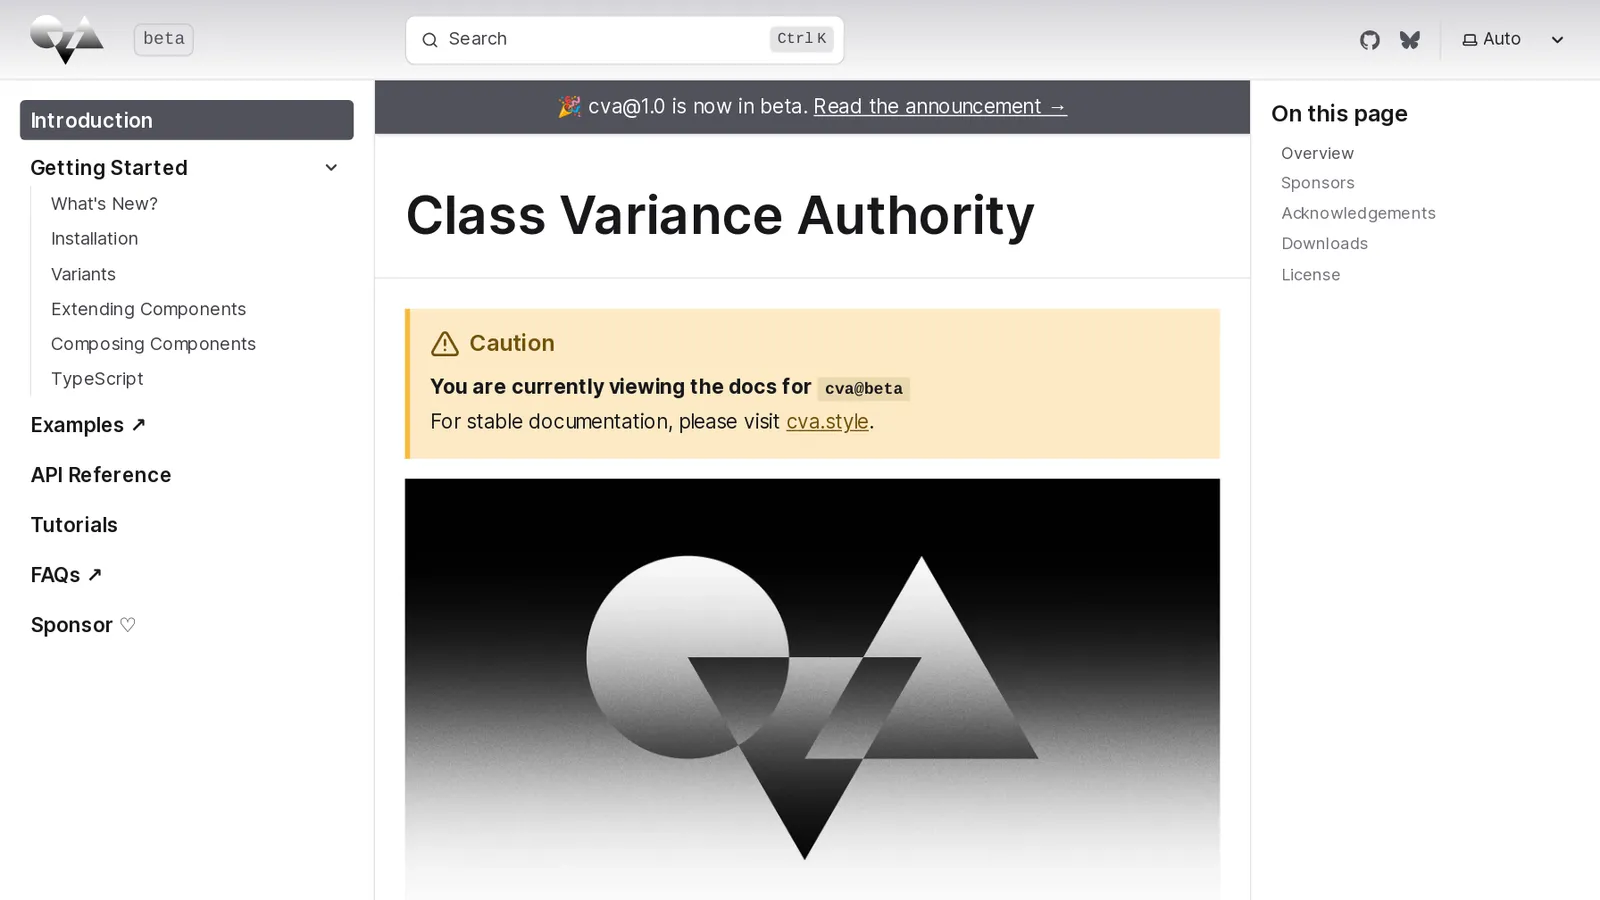 beta
Search
Ctrl K
Auto
Introduction
Getting Started
What's New?
Installation
Variants
Extending Components
Composing Components
TypeScript
Examples ↗
API Reference
Tutorials
FAQs ↗
Sponsor ♡
🎉 cva@1.0 is now in beta. Read the announcement →
Class Variance Authority
Caution
You are currently viewing the docs for cva@beta
For stable documentation, please visit cva.style.
On this page
Overview
Sponsors
Acknowledgements
Downloads
License